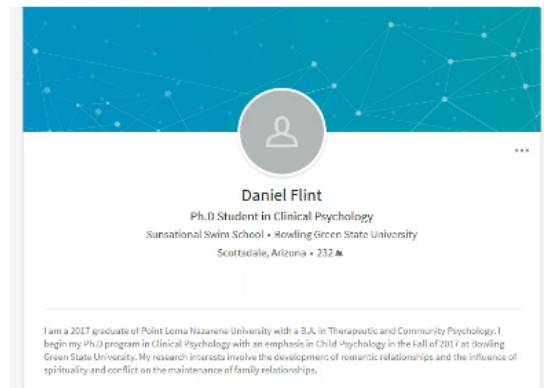 Daniel Flint
Ph.D Student in Clinical Psychology
Sunsational Swim School • Bowling Green State University
Scottsdale, Arizona • 232
I am a 2017 graduate of Point Loma Nazarene University with a B.A. in Therapeutic and Community Psychology. I
begin my Ph.D program in Clinical Psychology with an emphasis in Child Psychology in the Fall of 2017 at Bowling
Green State University. My research interests involve the development of romantic relationships and the influence of
spirituality and conflict on the maintenance of family relationships.